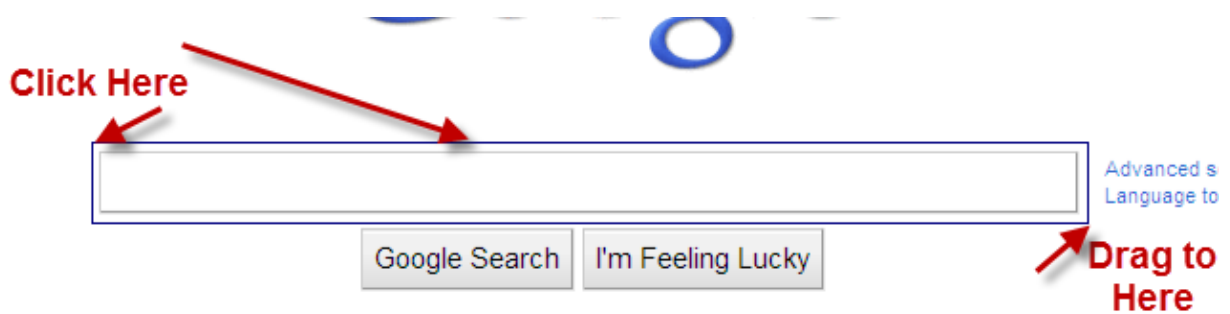 Click Here
Advanced s
Language to
Google Search
I'm Feeling Lucky
Drag to
Here